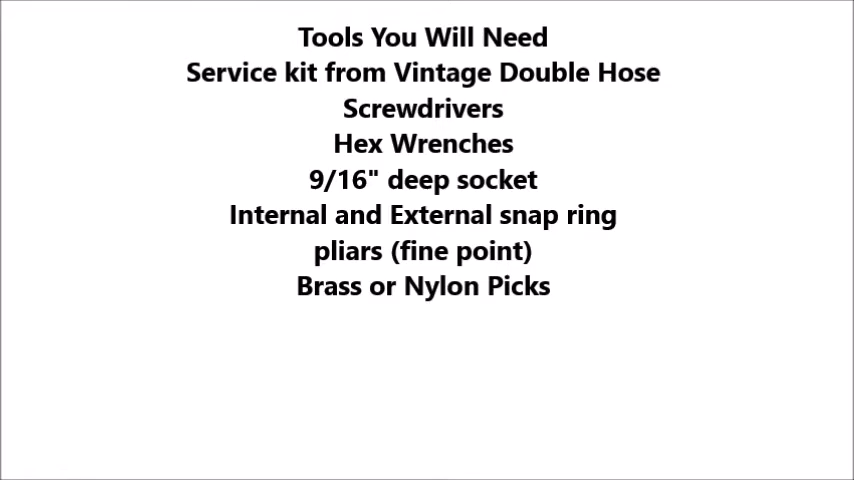 Tools You Will Need
Service kit from Vintage Double Hose
Screwdrivers
Hex Wrenches
9/16" deep socket
Internal and External snap ring
pliars (fine point)
Brass or Nylon Picks